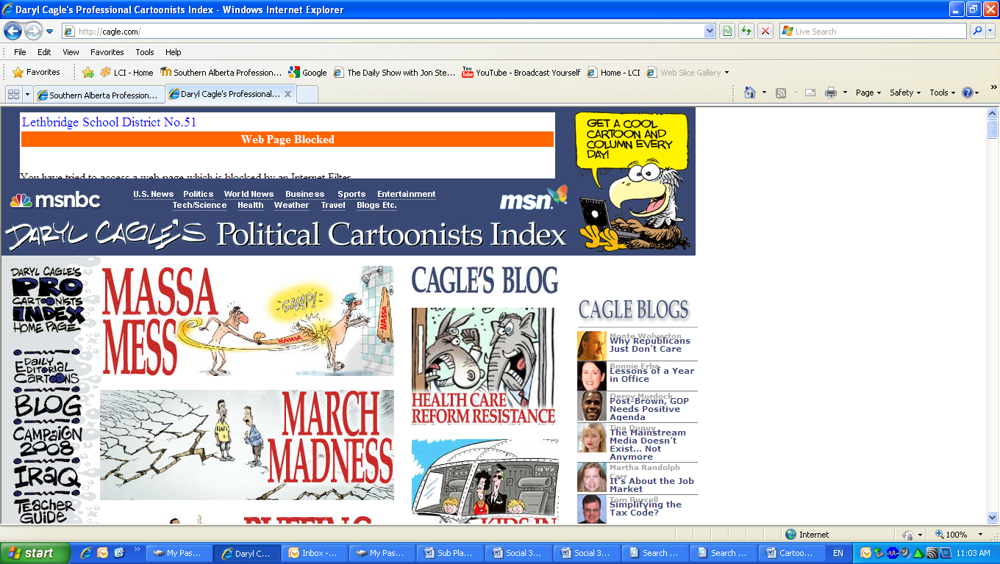 Daryl Cagle's Professional Cartoonists Index - Windows Internet Explorer
http://cagle.com/
Live Search
File Edit View Favorites Tools Help
Favorites LCI - Home Southern Alberta Profession... Google The Daily Show with Jon Ste... YouTube - Broadcast Yourself Home - LCI Web Slice Gallery
Southern Alberta Profession... Daryl Cagle's Professional... Page Safety Tools
Lethbridge School District No.51
Web Page Blocked
You have tried to access a web page which is blocked by an Internet Filter
GET A COOL
CARTOON AND
COLUMN EVERY
DAY!
msnbc
U.S. News Politics World News Business Sports Entertainment
Tech/Science Health Weather Travel Blogs Etc.
msn
DARYL CAGLE'S Political Cartoonists Index
DARYL CAGLE'S
PRO
CARTOONISTS
INDEX
HOME PAGE
DAILY
EDITORIAL
CARTOONS
BLOG
CAMPAIGN
2008
IRAQ
TEACHER
GUIDE
MASSA
MESS
SNAP!
RAHM
MASSA
MARCH
MADNESS
HAITI
CHILE
CAGLE'S BLOG
HEALTH CARE
REFORM RESISTANCE
KIDS IN
CAGLE BLOGS
Monte Wolverton
Why Republicans
Just Don't Care
Bonnie Erbe
Lessons of a Year
in Office
Deroy Murdock
Post-Brown, GOP
Needs Positive
Agenda
Tina Dupuy
The Mainstream
Media Doesn't
Exist... Not
Anymore
Martha Randolph
Carr
It's About the Job
Market
Tom Purcell
Simplifying the
Tax Code?
Internet 100%
start My Pas... Daryl C... Inbox -... My Pas... Sub Pla... Social 3... Social 3... Search ... Search ... Cartoo... EN 11:03 AM